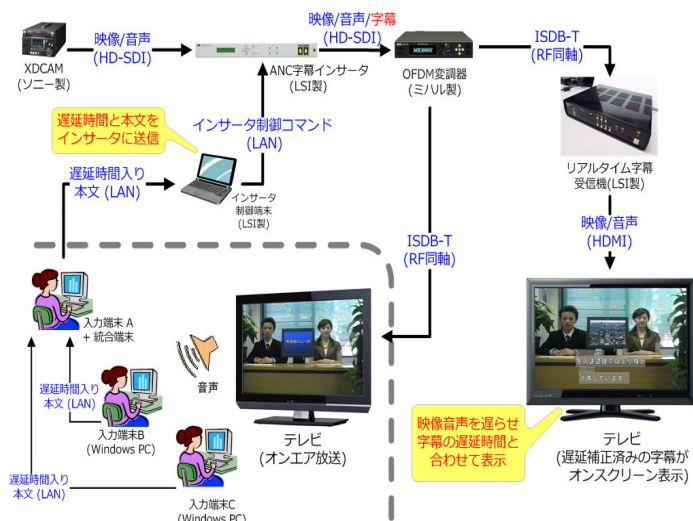 映像/音声
(HD-SDI)
XDCAM
(ソニー製)
ANC字幕インサータ
(LSI製)
映像/音声/字幕
(HD-SDI)
OFDM変調器
(ミハル製)
ISDB-T
(RF同軸)
リアルタイム字幕
受信機(LSI製)
遅延時間と本文を
インサータに送信
インサータ制御コマンド
(LAN)
遅延時間入り
本文 (LAN)
インサータ
制御端末
(LSI製)
ISDB-T
(RF同軸)
映像/音声
(HDMI)
入力端末 A
+ 統合端末
音声
遅延時間入り
本文 (LAN)
入力端末B
(Windows PC)
テレビ
(オンエア放送)
映像音声を遅らせ
字幕の遅延時間と
合わせて表示
テレビ
(遅延補正済みの字幕が
オンスクリーン表示)
遅延時間入り
本文 (LAN)
入力端末C
(Windows PC)